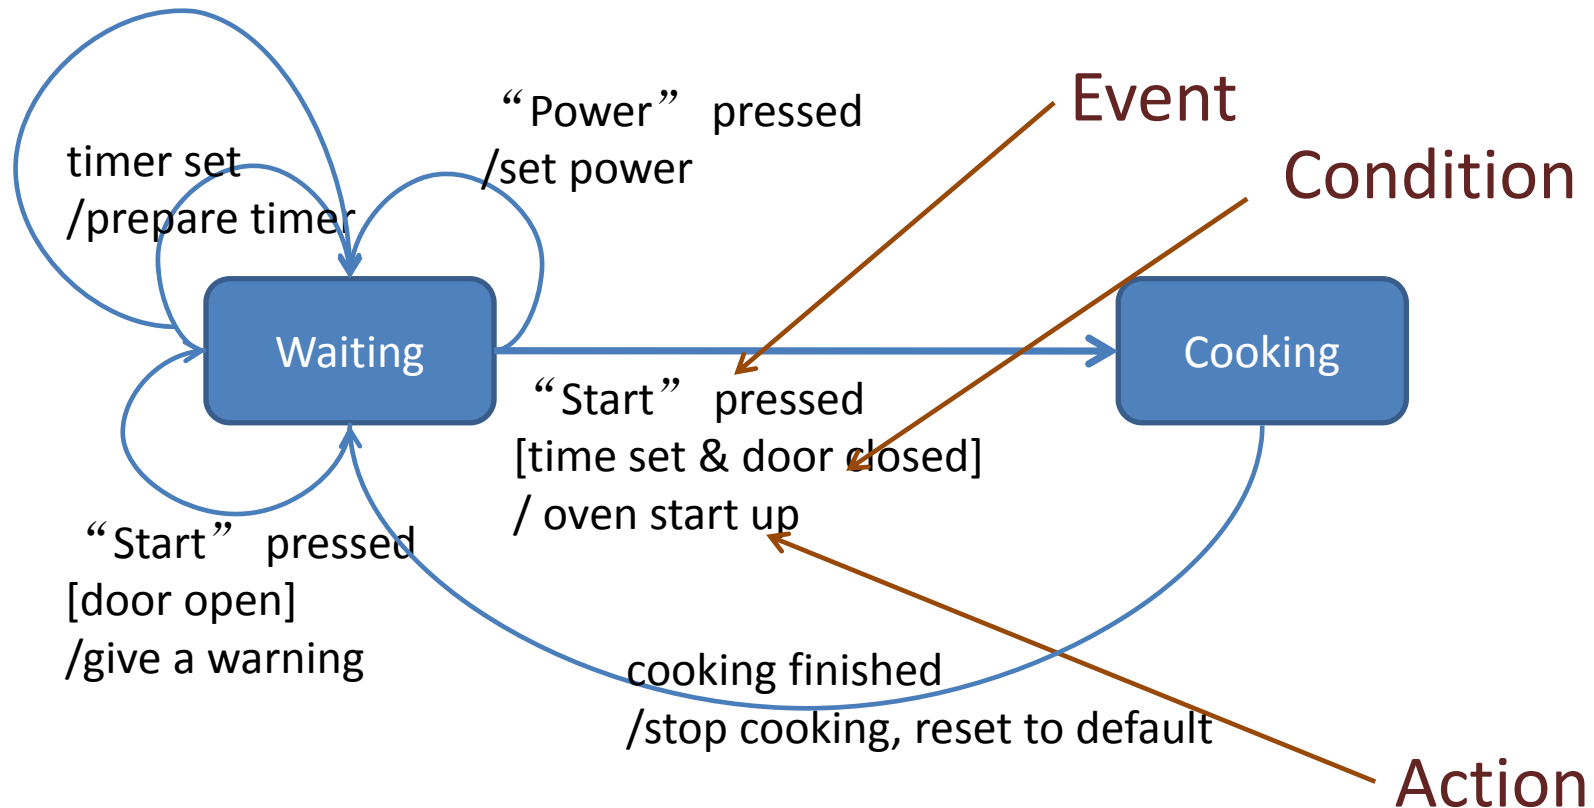 “Power” pressed
/set power
Event
Condition
timer set
/prepare timer
Waiting
Cooking
“Start” pressed
[time set & door closed]
/ oven start up
“Start” pressed
[door open]
/give a warning
cooking finished
/stop cooking, reset to default
Action